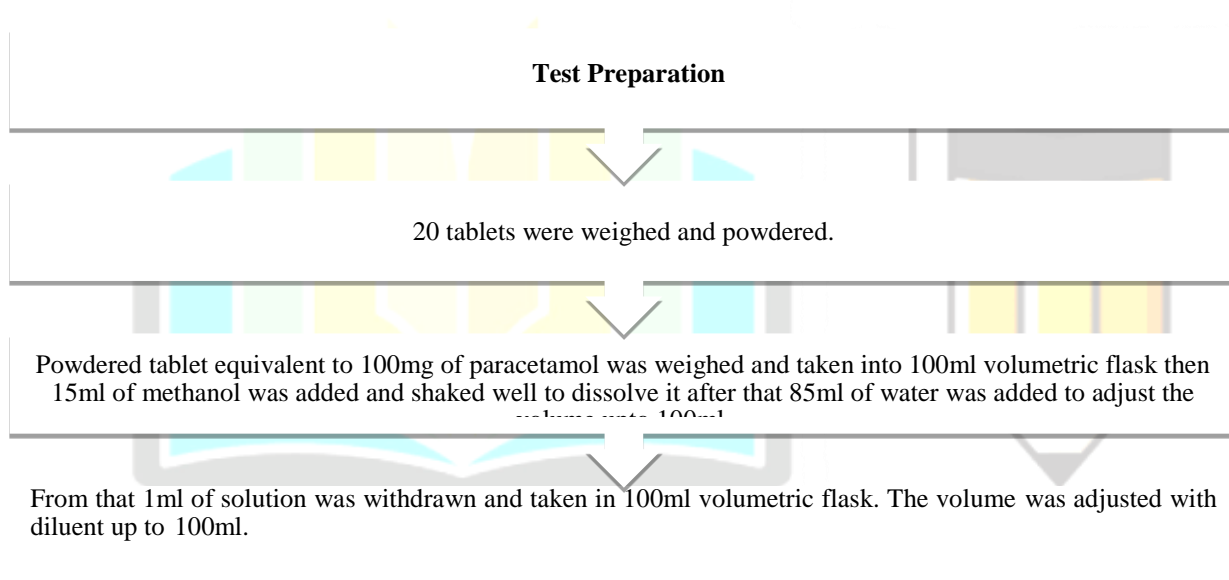 Test Preparation
20 tablets were weighed and powdered.
Powdered tablet equivalent to 100mg of paracetamol was weighed and taken into 100ml volumetric flask then
15ml of methanol was added and shaked well to dissolve it after that 85ml of water was added to adjust the
volume upto 100ml
From that 1ml of solution was withdrawn and taken in 100ml volumetric flask. The volume was adjusted with
diluent up to 100ml.